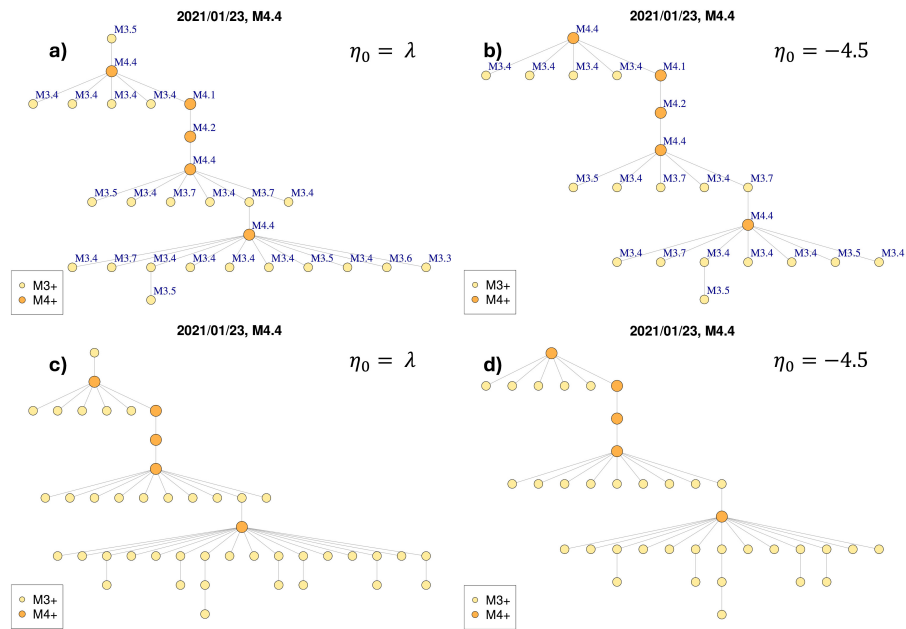 2021/01/23, M4.4
a)
η₀ = λ
M3.5
M4.4
M3.4 M3.4 M3.4 M3.4 M4.1
M4.2
M4.4
M3.5 M3.4 M3.7 M3.4 M3.7 M3.4
M4.4
M3.4 M3.7 M3.4 M3.4 M3.4 M3.4 M3.5 M3.4 M3.6 M3.3
M3.5
M3+
M4+
2021/01/23, M4.4
b)
η₀ = −4.5
M4.4
M3.4 M3.4 M3.4 M3.4 M4.1
M4.2
M4.4
M3.5 M3.4 M3.7 M3.4 M3.7
M4.4
M3.4 M3.7 M3.4 M3.4 M3.4 M3.5 M3.4
M3.5
M3+
M4+
2021/01/23, M4.4
c)
η₀ = λ
M3+
M4+
2021/01/23, M4.4
d)
η₀ = −4.5
M3+
M4+